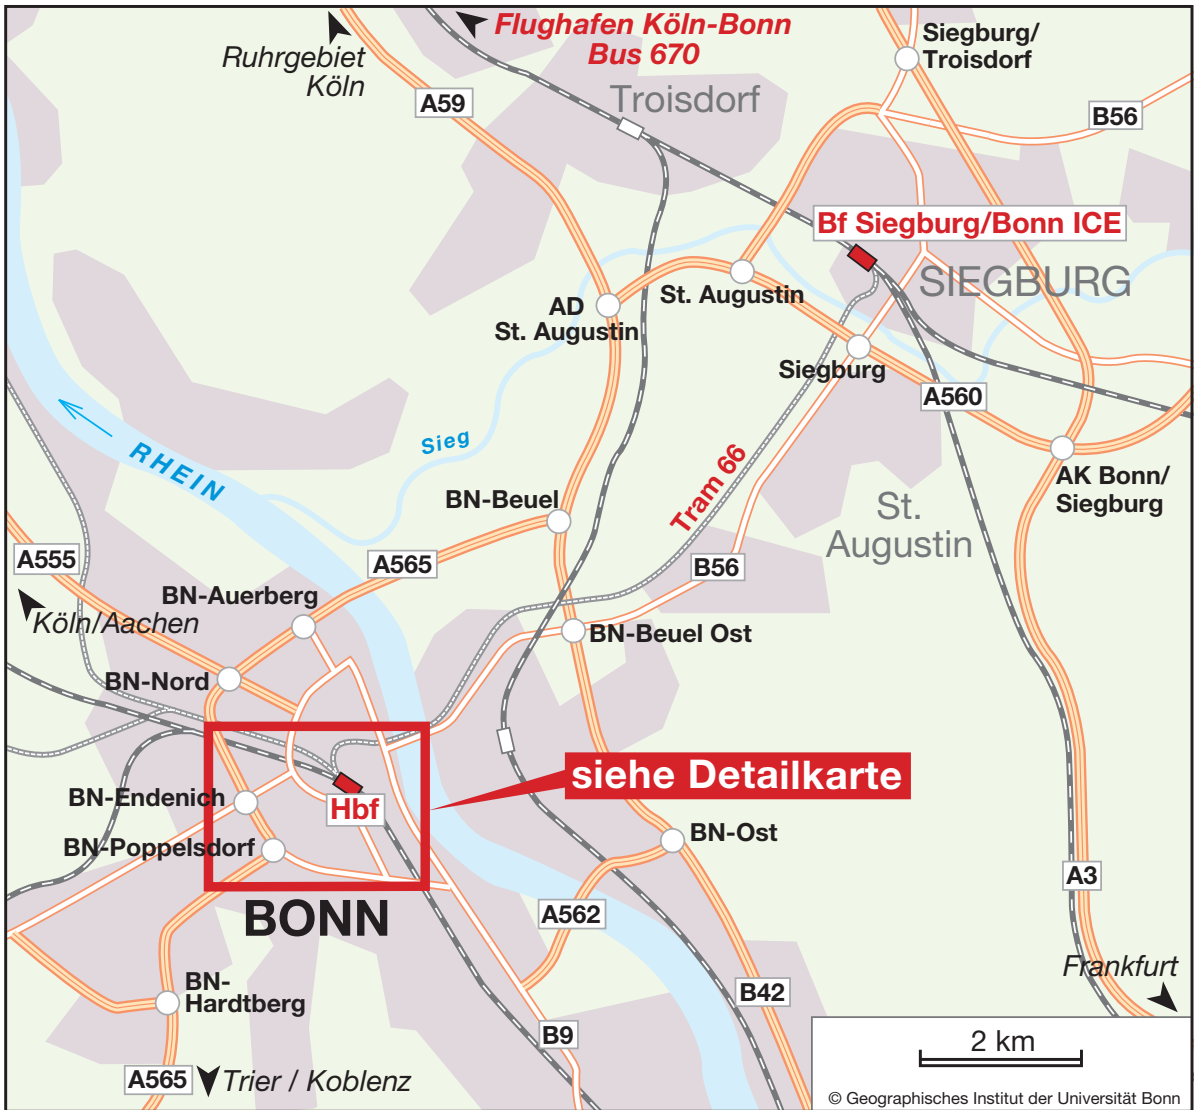 Flughafen Köln-Bonn
Bus 670
Ruhrgebiet
Köln
Siegburg/
Troisdorf
A59
Troisdorf
B56
Bf Siegburg/Bonn ICE
SIEGBURG
AD
St. Augustin
St. Augustin
Siegburg
A560
Sieg
RHEIN
Tram 66
AK Bonn/
Siegburg
BN-Beuel
St.
Augustin
A555
A565
B56
BN-Auerberg
Köln/Aachen
BN-Beuel Ost
BN-Nord
siehe Detailkarte
BN-Endenich
Hbf
BN-Poppelsdorf
BN-Ost
A3
BONN
A562
Frankfurt
BN-
Hardtberg
B42
B9
2 km
A565
Trier / Koblenz
© Geographisches Institut der Universität Bonn